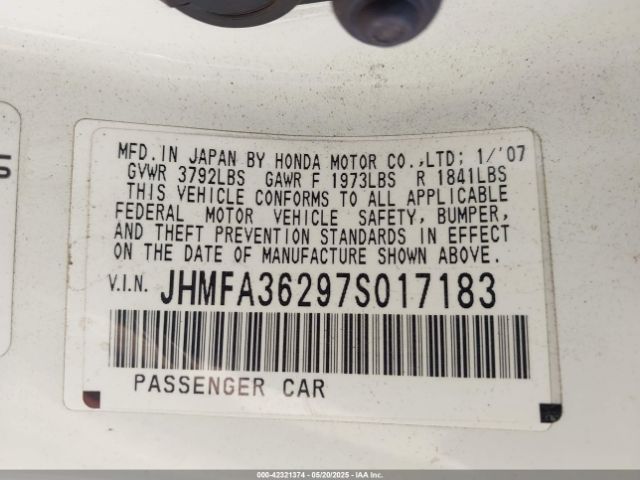 MFD. IN JAPAN BY HONDA MOTOR CO.,LTD; 1/'07
GVWR 3792LBS GAWR F 1973LBS R 1841LBS
THIS VEHICLE CONFORMS TO ALL APPLICABLE
FEDERAL MOTOR VEHICLE SAFETY, BUMPER,
AND THEFT PREVENTION STANDARDS IN EFFECT
ON THE DATE OF MANUFACTURE SHOWN ABOVE.
V.I.N. JHMFA36297S017183
PASSENGER CAR
000-42321374 - 05/20/2025 - IAAI.COM